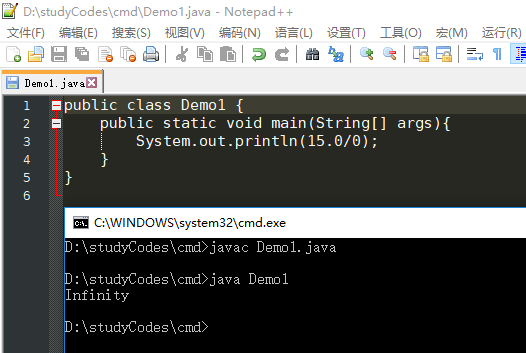 D:\studyCodes\cmd\Demo1.java - Notepad++
文件(F) 编辑(E) 搜索(S) 视图(V) 编码(N) 语言(L) 设置(T) 工具(O) 宏(M) 运行(R)
Demo1.java
1 public class Demo1 {
2 public static void main(String[] args){
3 System.out.println(15.0/0);
4 }
5 }
6
C:\WINDOWS\system32\cmd.exe
D:\studyCodes\cmd>javac Demo1.java
D:\studyCodes\cmd>java Demo1
Infinity
D:\studyCodes\cmd>